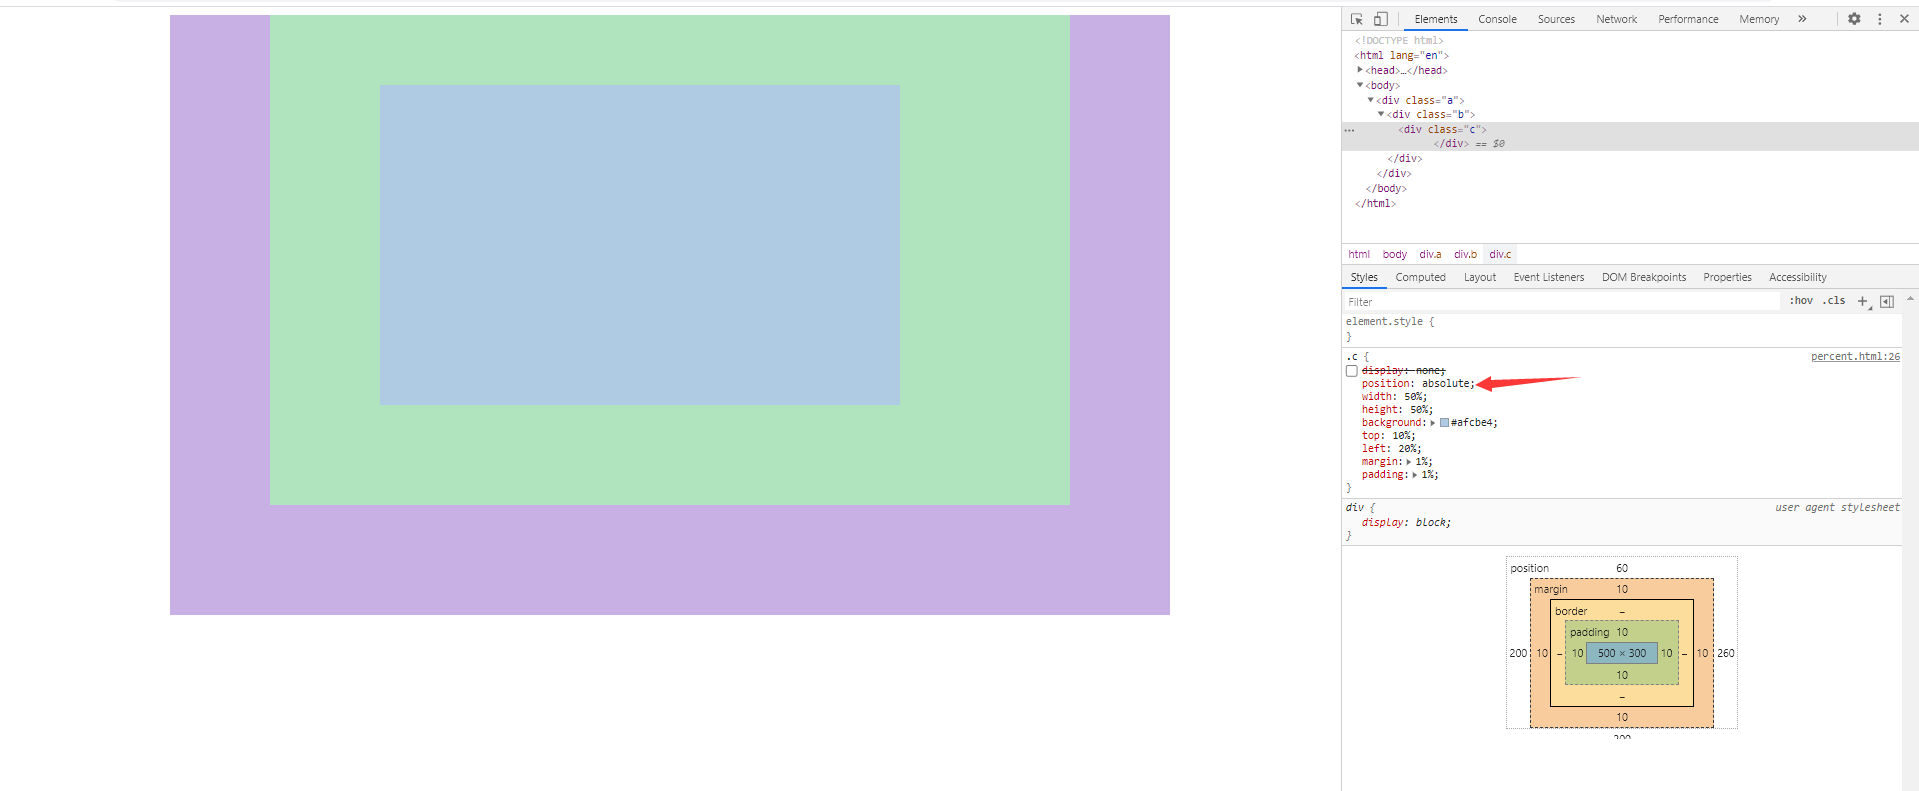 Elements Console Sources Network Performance Memory »
<!DOCTYPE html>
<html lang="en">
<head>…</head>
<body>
<div class="a">
<div class="b">
<div class="c">
</div> == $0
</div>
</div>
</body>
</html>
html body div.a div.b div.c
Styles Computed Layout Event Listeners DOM Breakpoints Properties Accessibility
Filter :hov .cls +
element.style {
}
.c { percent.html:26
display: none;
position: absolute;
width: 50%;
height: 50%;
background: #afcbe4;
top: 10%;
left: 20%;
margin: 1%;
padding: 1%;
}
div { user agent stylesheet
display: block;
}
position 60
margin 10
border –
padding 10
200 10 – 10 500 × 300 10 – 10 260
10
–
10